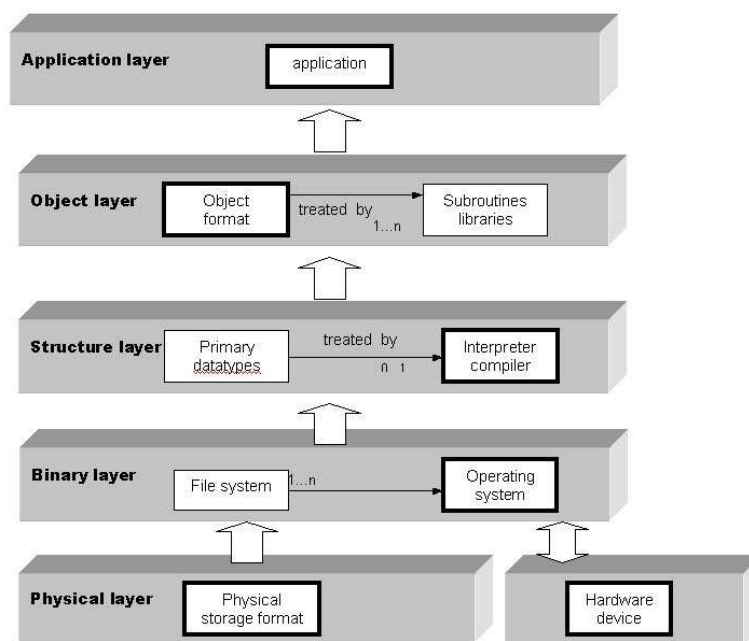 Application layer
application
Object layer
Object
format
treated by
1...n
Subroutines
libraries
Structure layer
Primary
datatypes
treated by
Interpreter
compiler
Binary layer
File system
1...n
Operating
system
Physical layer
Physical
storage format
Hardware
device